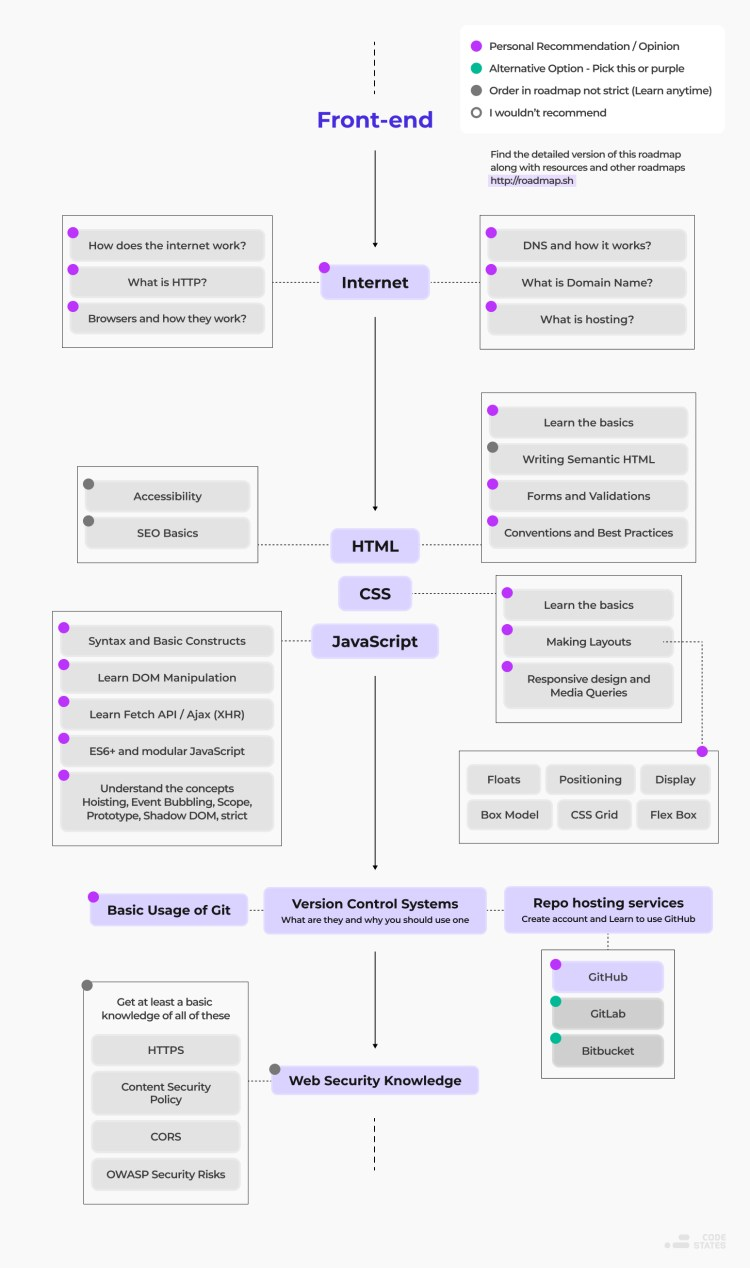 Personal Recommendation / Opinion
Alternative Option - Pick this or purple
Order in roadmap not strict (Learn anytime)
I wouldn't recommend
Front-end
Find the detailed version of this roadmap
along with resources and other roadmaps
http://roadmap.sh
How does the internet work?
What is HTTP?
Browsers and how they work?
Internet
DNS and how it works?
What is Domain Name?
What is hosting?
Learn the basics
Writing Semantic HTML
Forms and Validations
Conventions and Best Practices
Accessibility
SEO Basics
HTML
CSS
JavaScript
Learn the basics
Making Layouts
Responsive design and
Media Queries
Syntax and Basic Constructs
Learn DOM Manipulation
Learn Fetch API / Ajax (XHR)
ES6+ and modular JavaScript
Understand the concepts
Hoisting, Event Bubbling, Scope,
Prototype, Shadow DOM, strict
Floats
Positioning
Display
Box Model
CSS Grid
Flex Box
Basic Usage of Git
Version Control Systems
What are they and why you should use one
Repo hosting services
Create account and Learn to use GitHub
GitHub
GitLab
Bitbucket
Get at least a basic
knowledge of all of these
HTTPS
Content Security
Policy
CORS
OWASP Security Risks
Web Security Knowledge
CODE
STATES